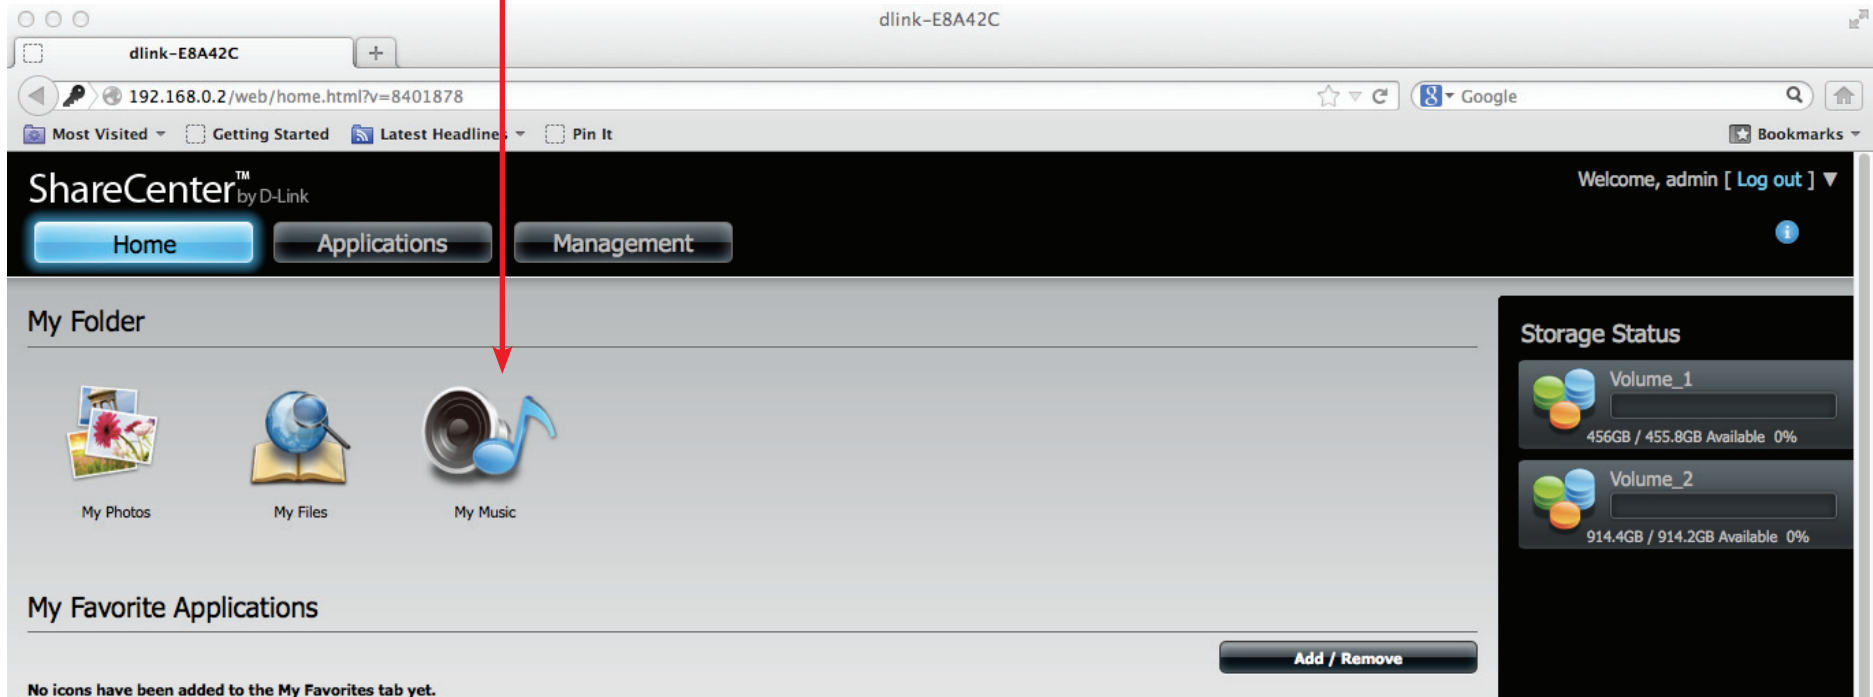 dlink-E8A42C
dlink-E8A42C
192.168.0.2/web/home.html?v=8401878
Google
Most Visited Getting Started Latest Headlines Pin It Bookmarks
ShareCenter™ by D-Link
Welcome, admin [ Log out ]
Home Applications Management
My Folder
My Photos My Files My Music
My Favorite Applications
Add / Remove
No icons have been added to the My Favorites tab yet.
Storage Status
Volume_1
456GB / 455.8GB Available 0%
Volume_2
914.4GB / 914.2GB Available 0%